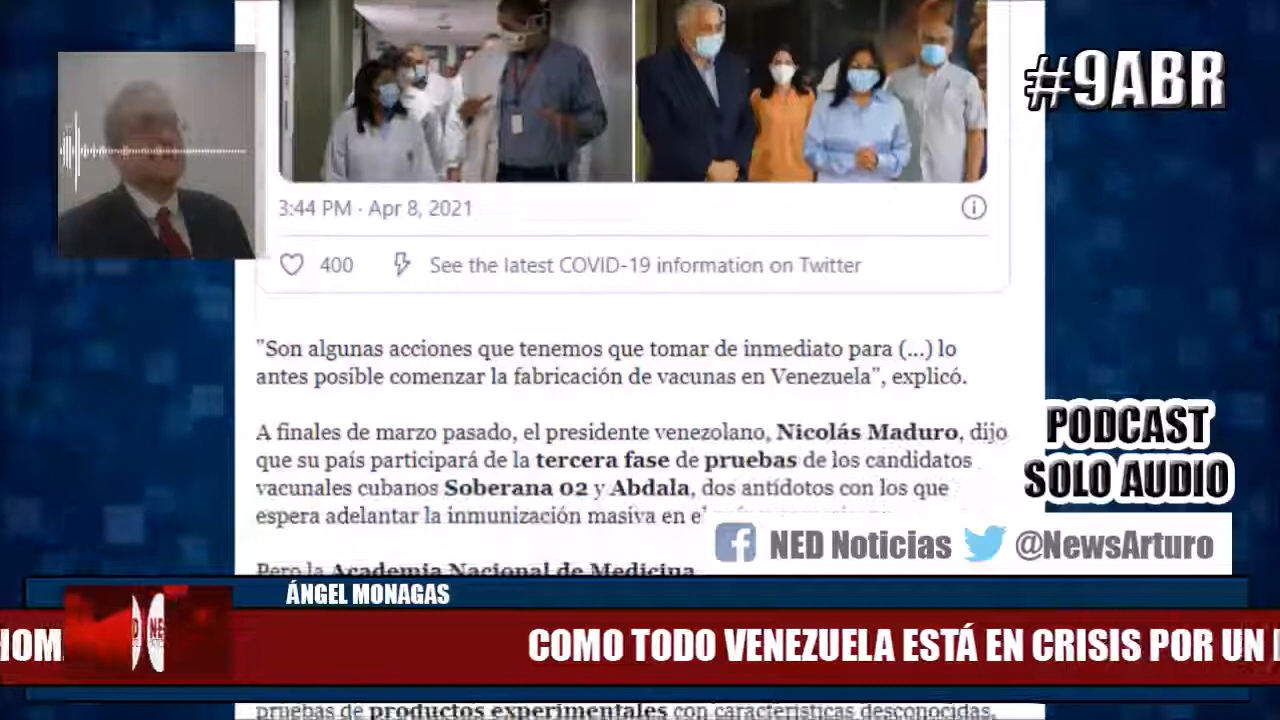 #9ABR
3:44 PM · Apr 8, 2021
400
See the latest COVID-19 information on Twitter
"Son algunas acciones que tenemos que tomar de inmediato para (...) lo
antes posible comenzar la fabricación de vacunas en Venezuela", explicó.
A finales de marzo pasado, el presidente venezolano, Nicolás Maduro, dijo
que su país participará de la tercera fase de pruebas de los candidatos
vacunales cubanos Soberana 02 y Abdala, dos antídotos con los que
espera adelantar la inmunización masiva en el
PODCAST
SOLO AUDIO
NED Noticias @NewsArturo
Pero la Academia Nacional de Medicina
ÁNGEL MONAGAS
HOM
COMO TODO VENEZUELA ESTÁ EN CRISIS POR UN
pruebas de productos experimentales con características desconocidas,